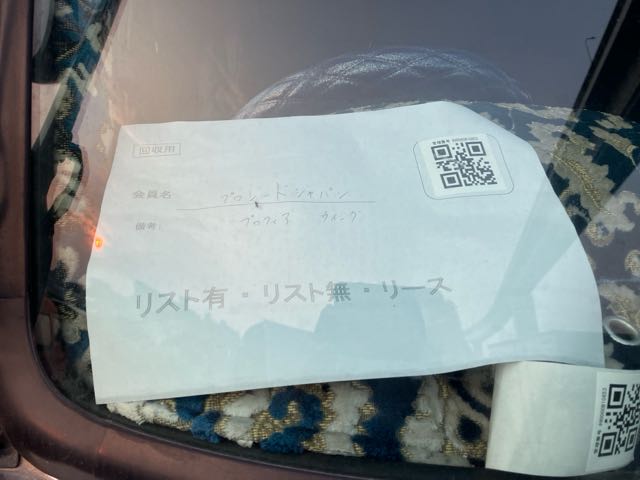 回収用
会員名 プロシードジャパン
備考: プロフィア ウィング
リスト有・リスト無・リース